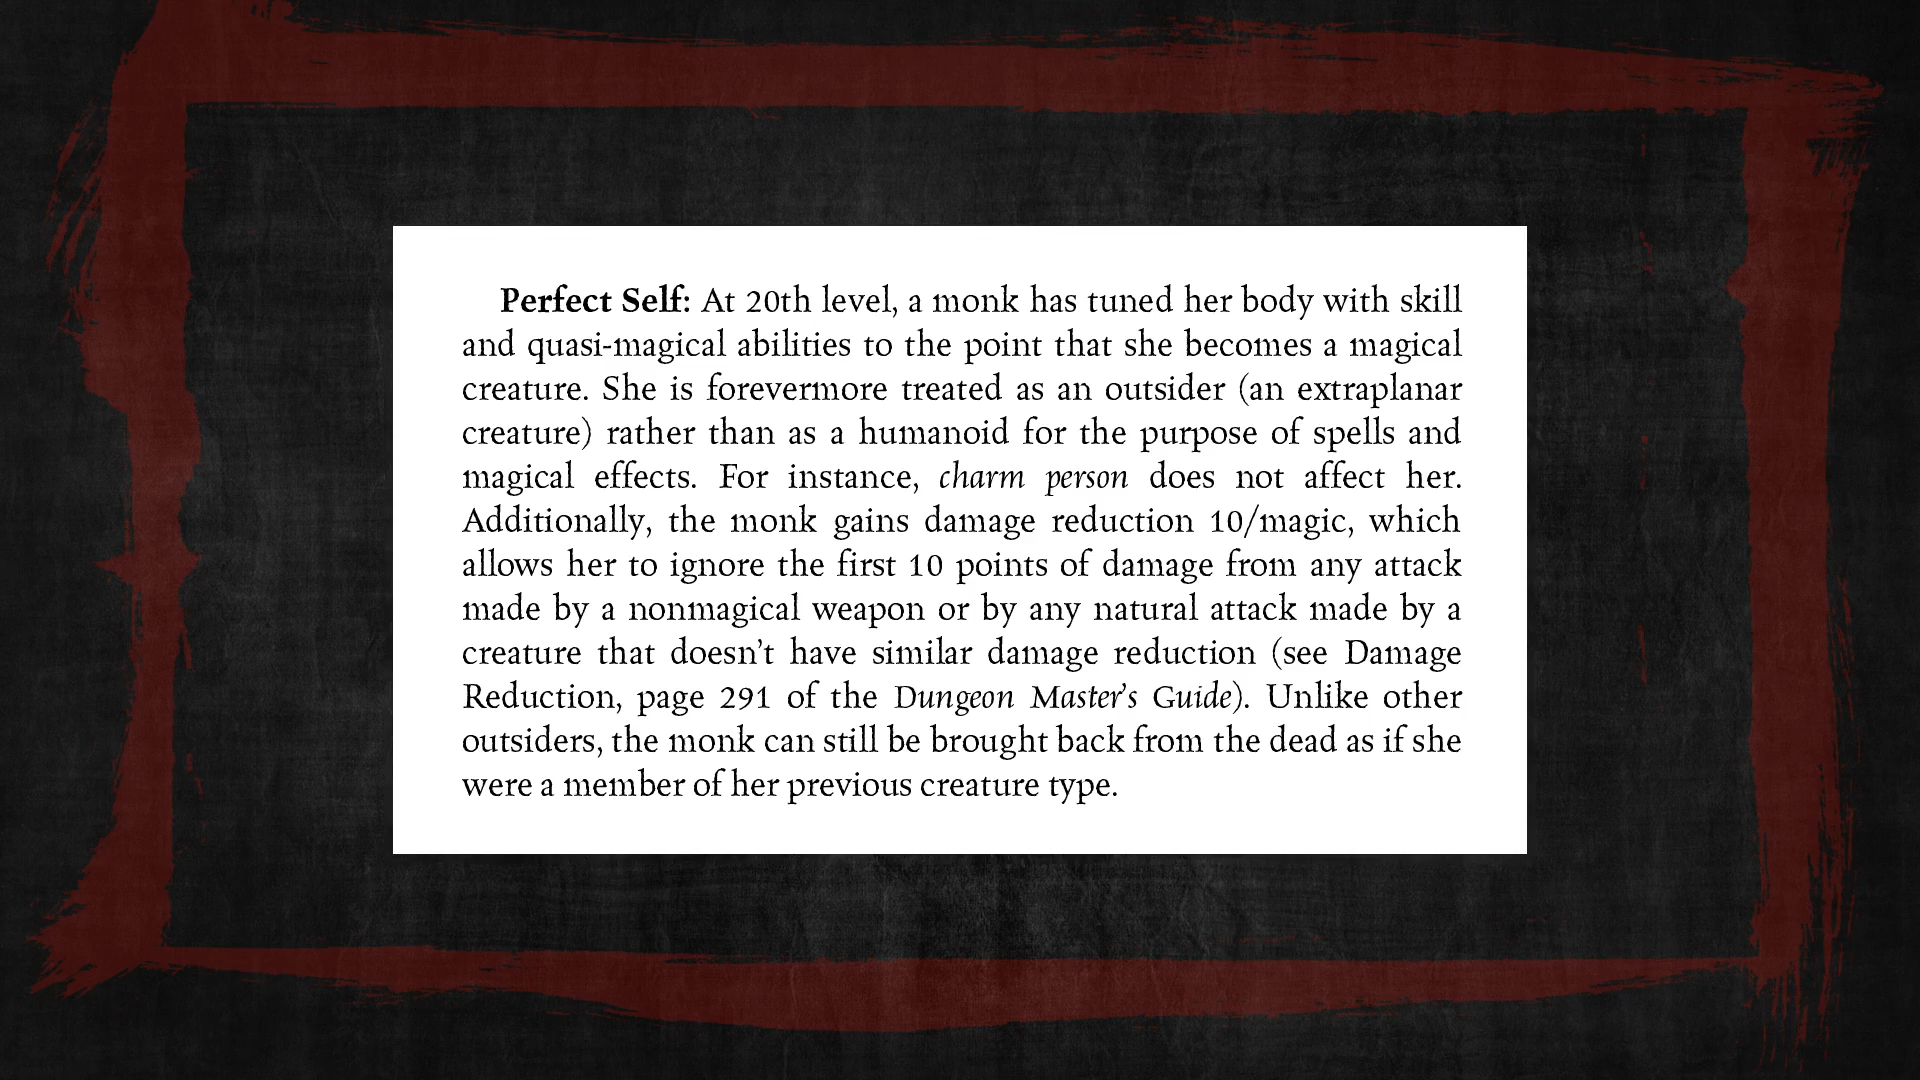 Perfect Self: At 20th level, a monk has tuned her body with skill
and quasi-magical abilities to the point that she becomes a magical
creature. She is forevermore treated as an outsider (an extraplanar
creature) rather than as a humanoid for the purpose of spells and
magical effects. For instance, charm person does not affect her.
Additionally, the monk gains damage reduction 10/magic, which
allows her to ignore the first 10 points of damage from any attack
made by a nonmagical weapon or by any natural attack made by a
creature that doesn’t have similar damage reduction (see Damage
Reduction, page 291 of the Dungeon Master’s Guide). Unlike other
outsiders, the monk can still be brought back from the dead as if she
were a member of her previous creature type.